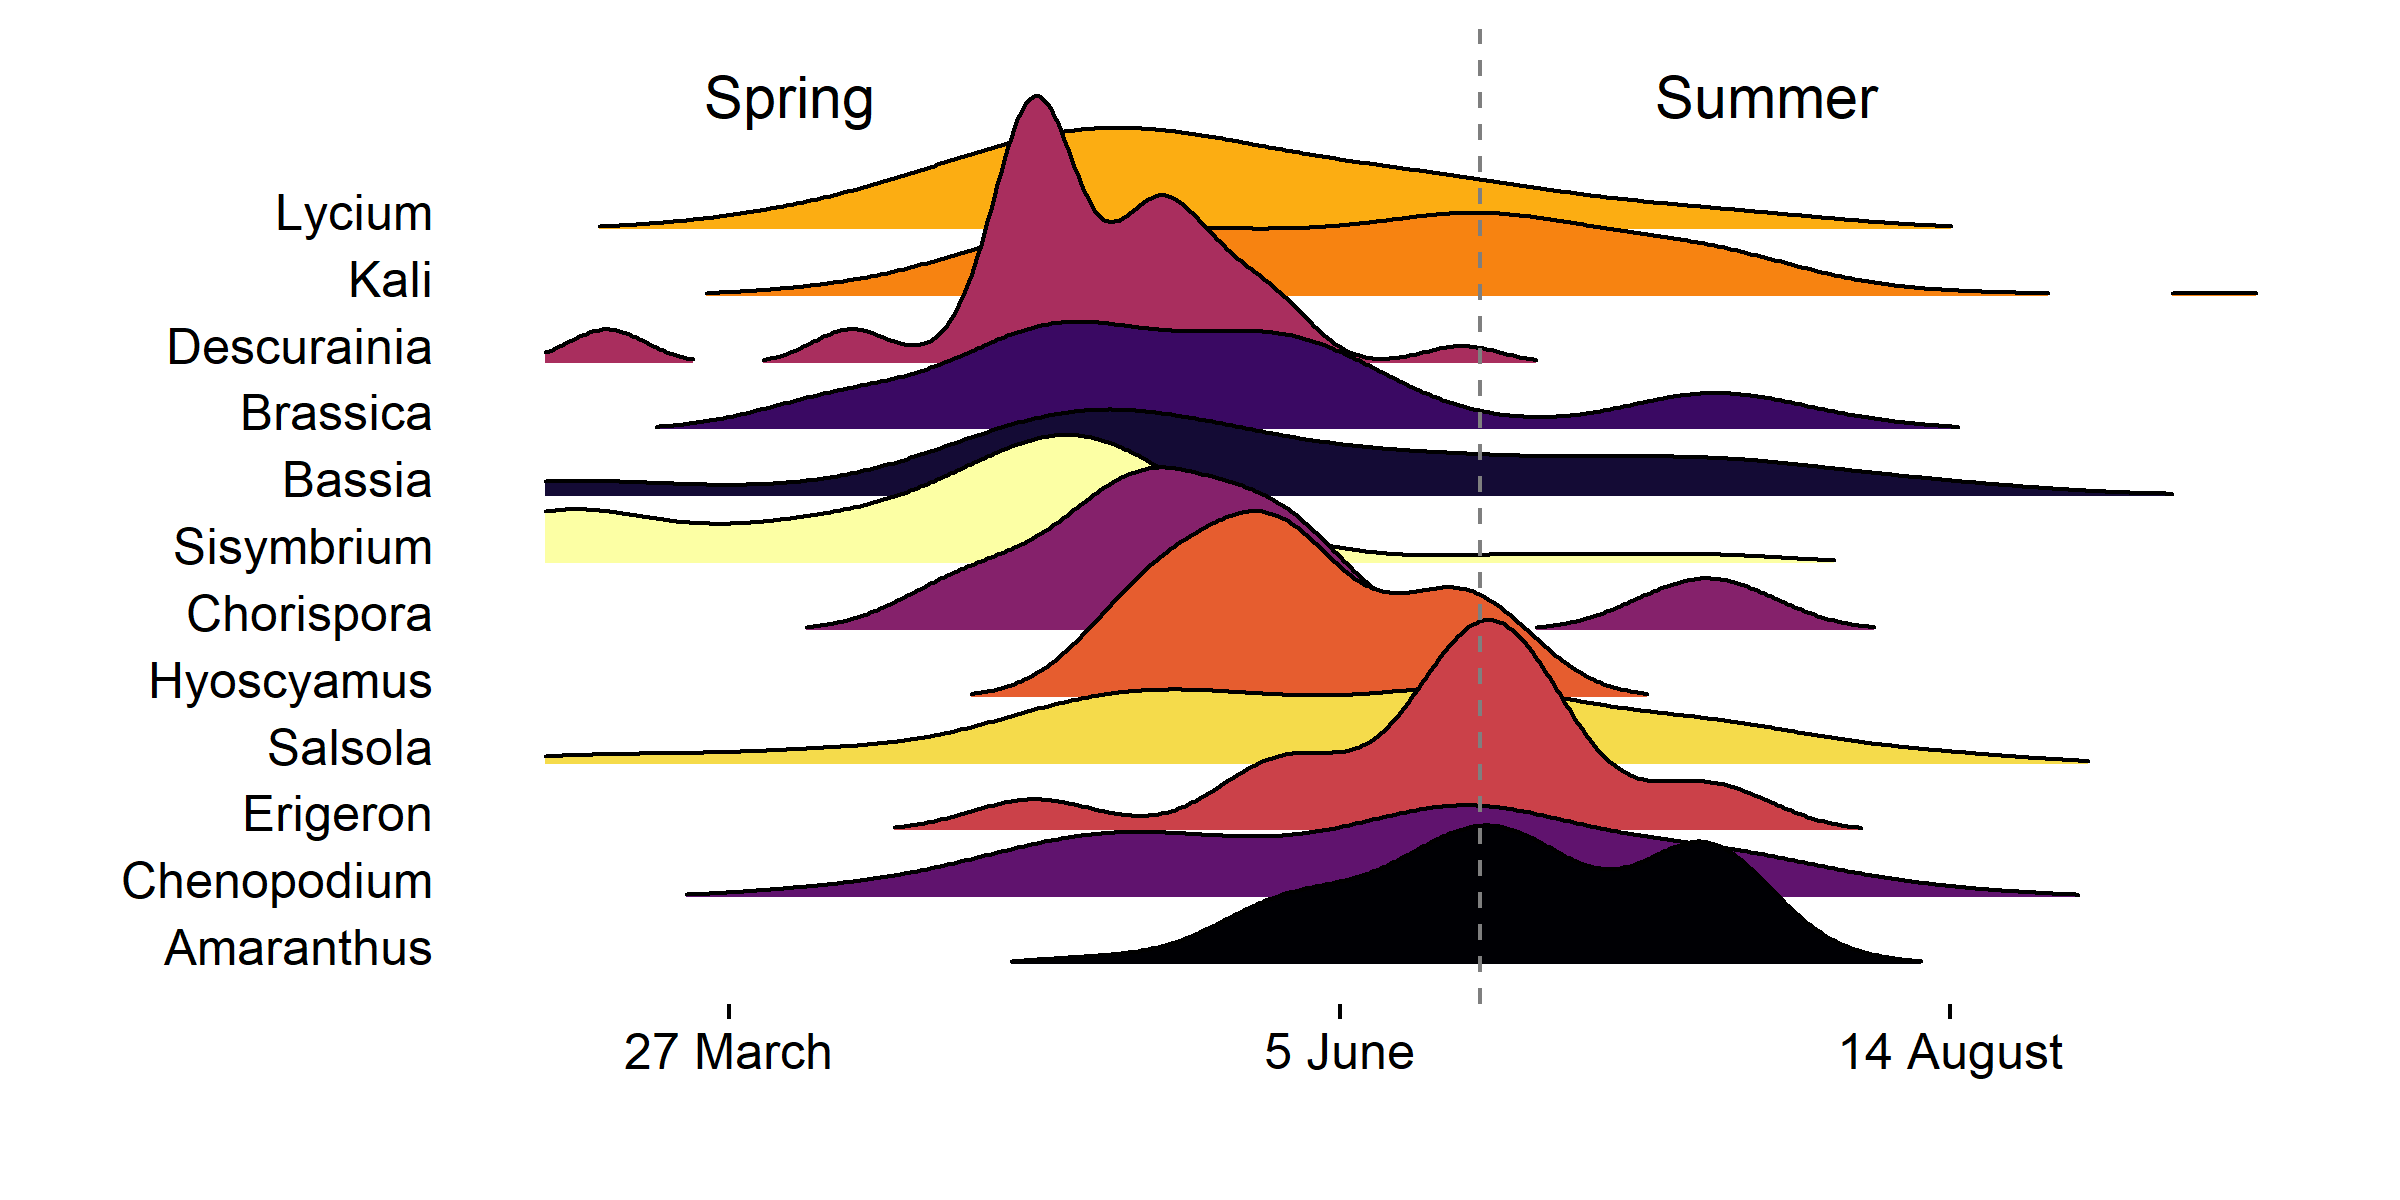 Spring
Summer
Lycium
Kali
Descurainia
Brassica
Bassia
Sisymbrium
Chorispora
Hyoscyamus
Salsola
Erigeron
Chenopodium
Amaranthus
27 March
5 June
14 August